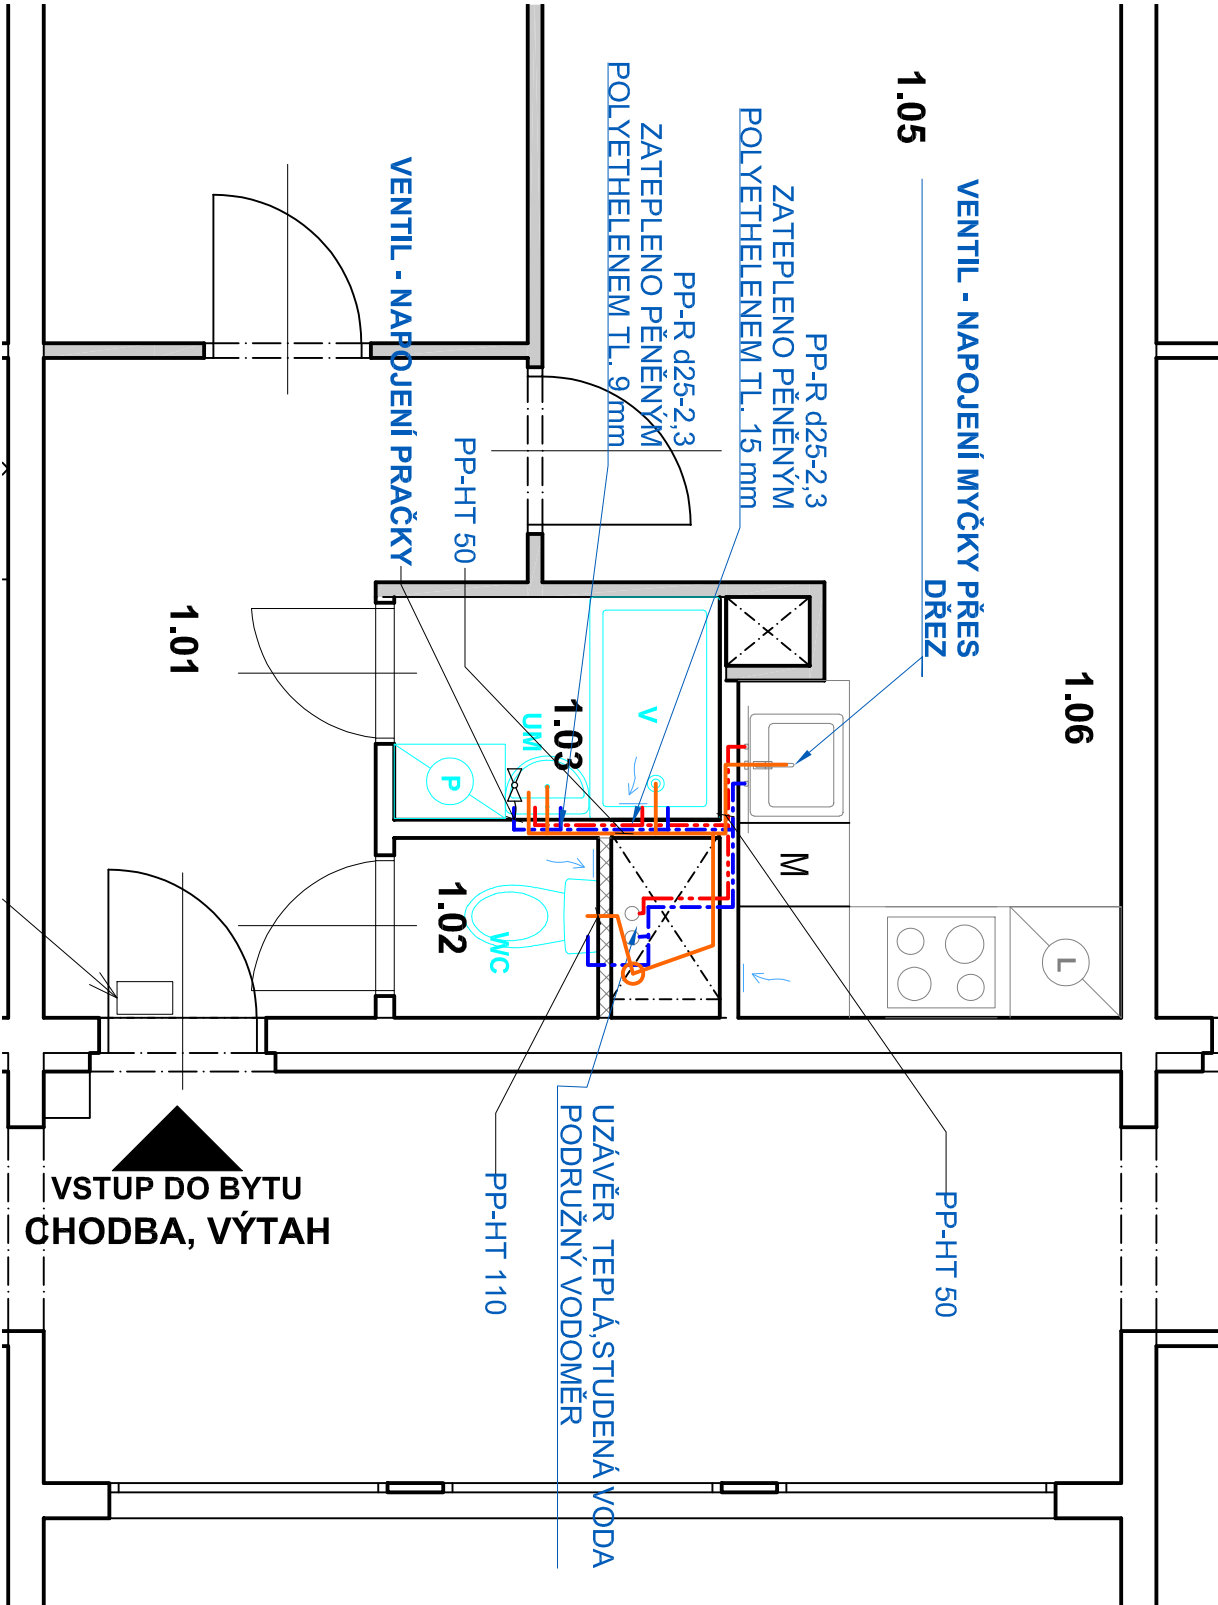 1.05
VENTIL - NAPOJENÍ MYČKY PŘES
DŘEZ
1.06
PP-R d25-2,3
ZATEPLENO PĚNĚNÝM
POLYETHELENEM TL. 15 mm
PP-R d25-2,3
ZATEPLENO PĚNĚNÝM
POLYETHELENEM TL. 9 mm
PP-HT 50
VENTIL - NAPOJENÍ PRAČKY
1.01
V
1.03
UM
P
M
1.02
WC
L
UZÁVĚR TEPLÁ,STUDENÁ VODA
PODRUŽNÝ VODOMĚR
PP-HT 110
PP-HT 50
VSTUP DO BYTU
CHODBA, VÝTAH